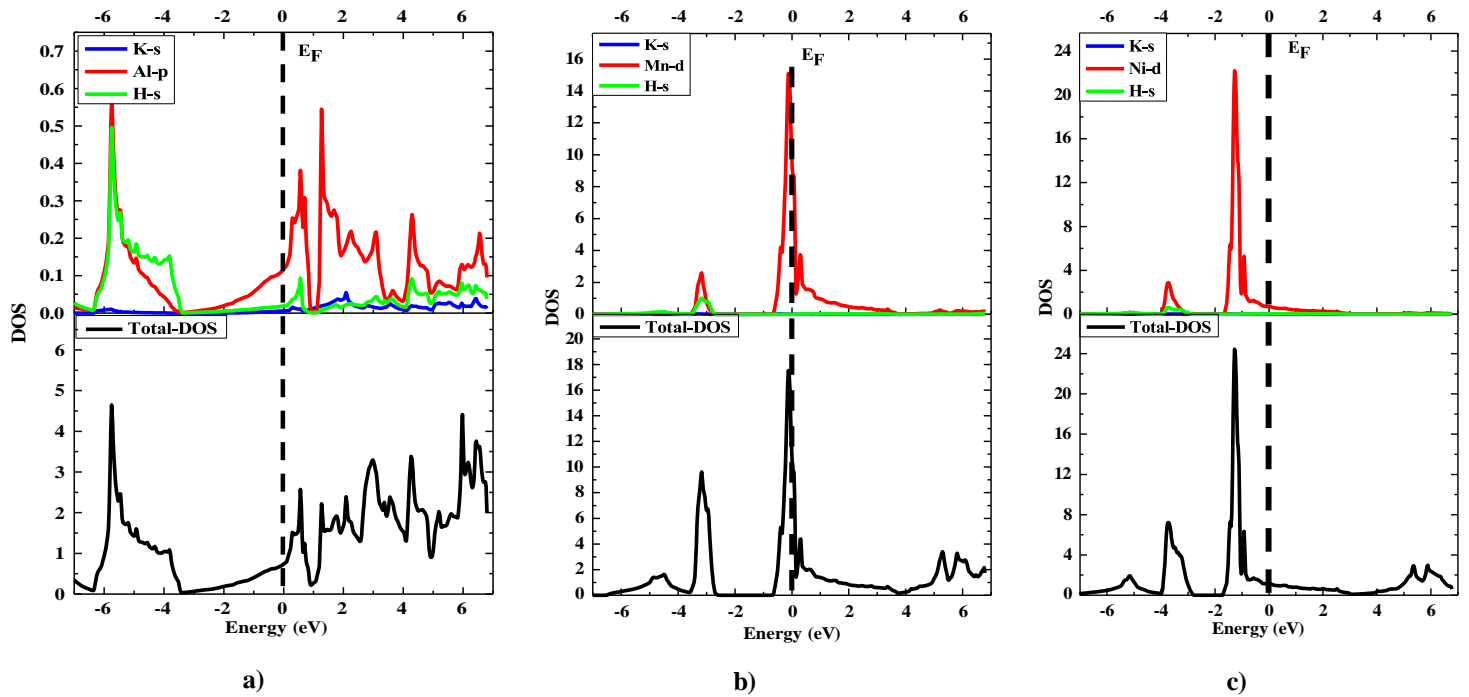 -6 -4 -2 0 2 4 6
0.7
0.6
0.5
0.4
0.3
0.2
0.1
0.0
K-s
Al-p
H-s
E_F
DOS
Total-DOS
6
5
4
3
2
1
0
-6 -4 -2 0 2 4 6
Energy (eV)
a)
-6 -4 -2 0 2 4 6
16
14
12
10
8
6
4
2
0
K-s
Mn-d
H-s
E_F
DOS
Total-DOS
20
18
16
14
12
10
8
6
4
2
0
-6 -4 -2 0 2 4 6
Energy (eV)
b)
-6 -4 -2 0 2 4 6
24
20
16
12
8
4
0
K-s
Ni-d
H-s
E_F
DOS
Total-DOS
24
20
16
12
8
4
0
-6 -4 -2 0 2 4 6
Energy (eV)
c)